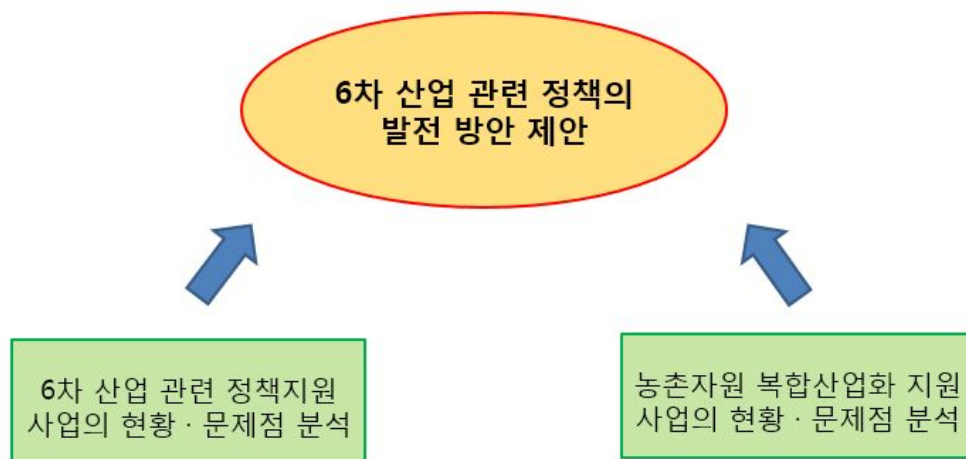 6차 산업 관련 정책의
발전 방안 제안
6차 산업 관련 정책지원
사업의 현황 · 문제점 분석
농촌자원 복합산업화 지원
사업의 현황 · 문제점 분석